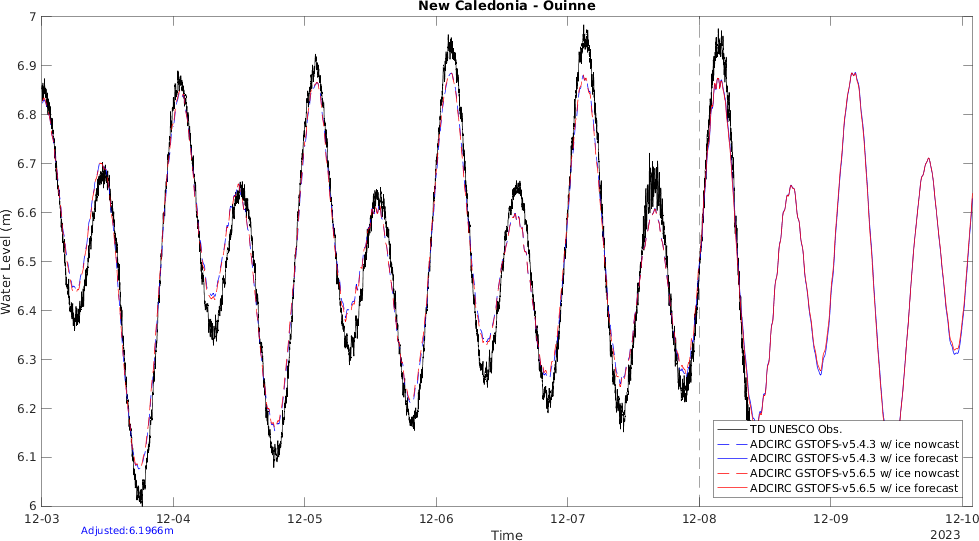 New Caledonia - Ouinne
7
6.9
6.8
6.7
6.6
6.5
6.4
6.3
6.2
6.1
6
Water Level (m)
12-03 12-04 12-05 12-06 12-07 12-08 12-09 12-10
2023
Time
Adjusted:6.1966m
TD UNESCO Obs.
ADCIRC GSTOFS-v5.4.3 w/ ice nowcast
ADCIRC GSTOFS-v5.4.3 w/ ice forecast
ADCIRC GSTOFS-v5.6.5 w/ ice nowcast
ADCIRC GSTOFS-v5.6.5 w/ ice forecast